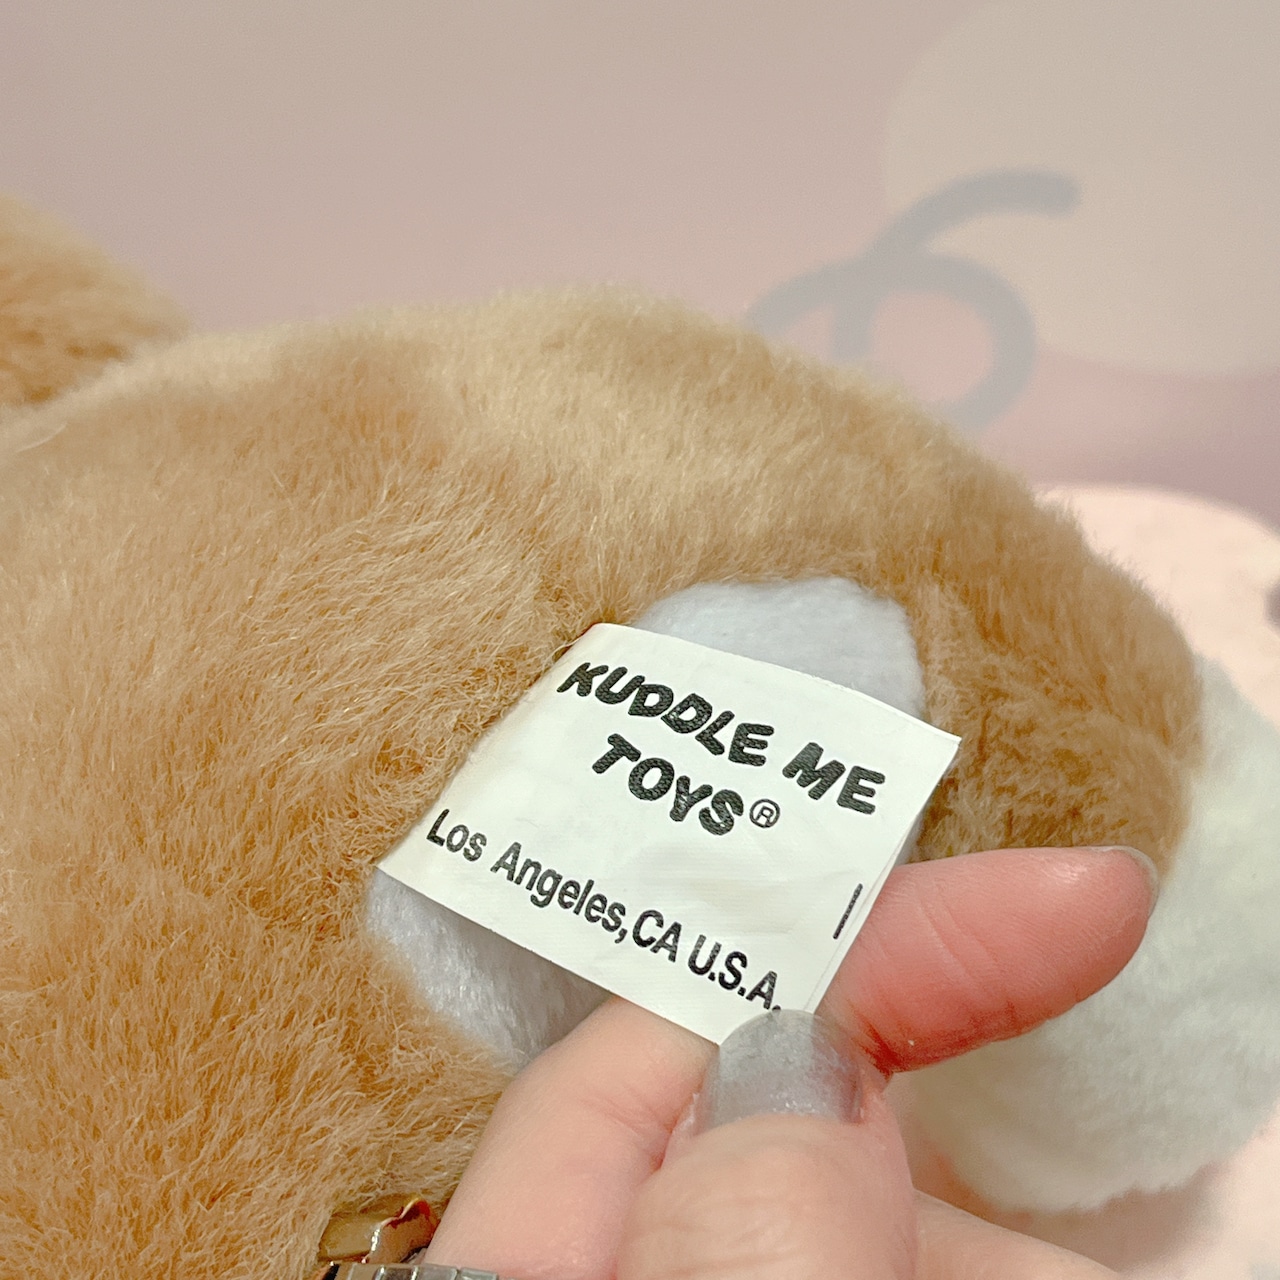 KUDDLE ME
TOYS®
Los Angeles,CA U.S.A.